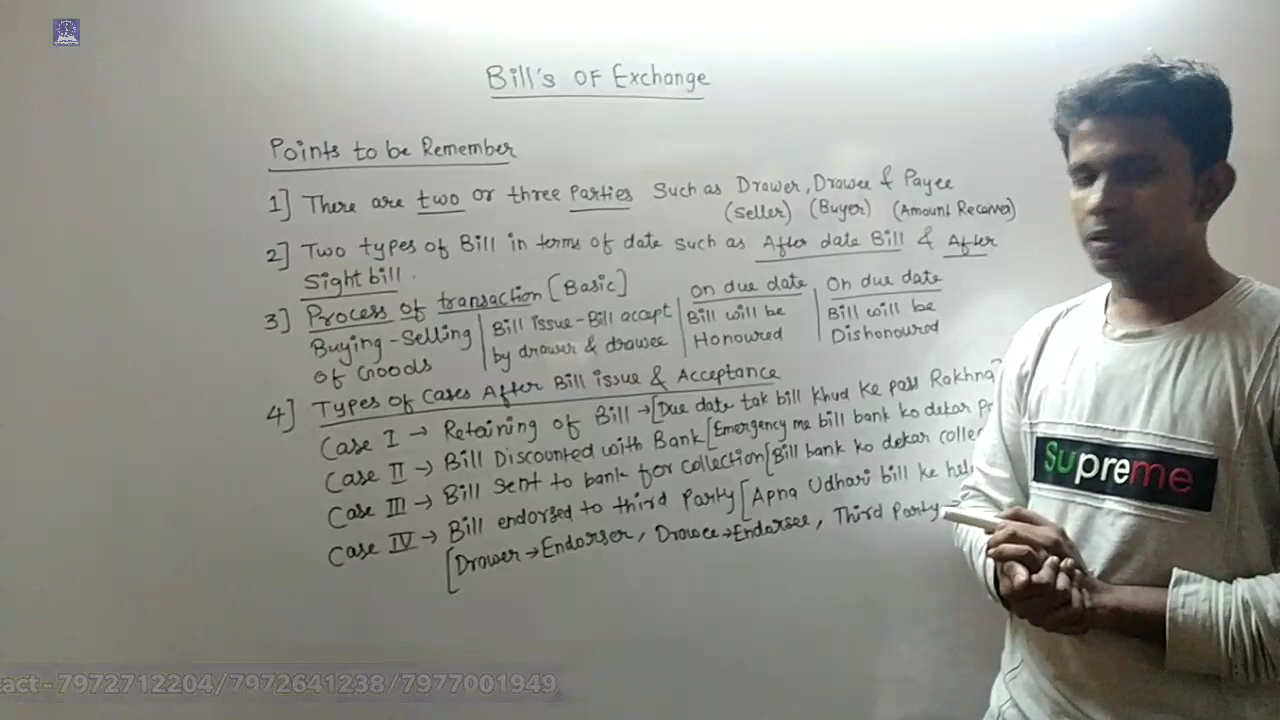 Bill's OF Exchange
Points to be Remember
1] There are two or three Parties Such as Drawer, Drawee & Payee
(Seller) (Buyer) (Amount Receiver)
2] Two types of Bill in terms of date such as After date Bill & After
Sight bill.
3] Process of transaction [Basic]
Buying-Selling
of Goods
Bill issue-Bill accept
by drawer & drawee
on due date
Bill will be
Honoured
On due date
Bill will be
Dishonoured
4] Types of Cases After Bill issue & Acceptance
Case I → Retaining of Bill → [Due date tak bill khud ke pass Rakhna]
Case II → Bill Discounted with Bank [Emergency me bill bank ko dekar
Case III → Bill Sent to bank for collection [Bill bank ko dekar
Case IV → Bill endorsed to third Party [Apna Udhari bill ke
[Drawer → Endorser, Drawee → Endorsee, Third Party
Supreme
act - 7972712204/7972641238/7977001949